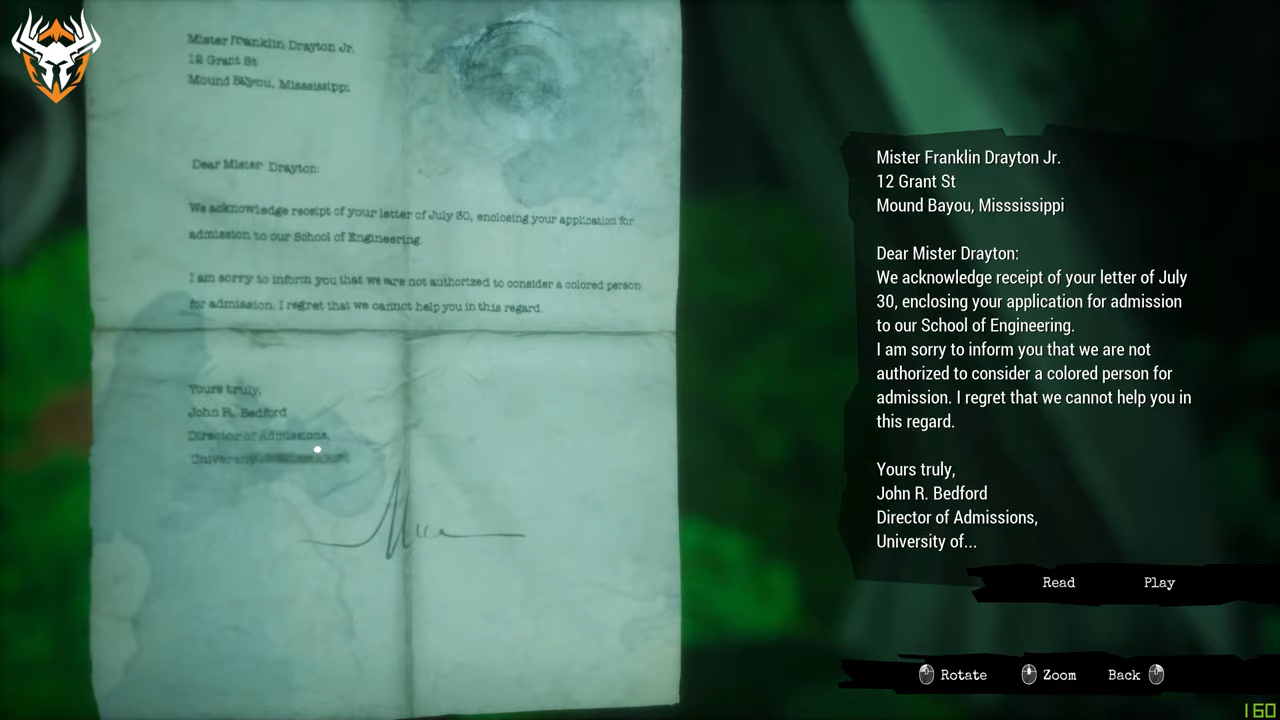 Mister Franklin Drayton Jr.
12 Grant St
Mound Bayou, Mississippi
Dear Mister Drayton:
We acknowledge receipt of your letter of July 30, enclosing your application for
admission to our School of Engineering.
I am sorry to inform you that we are not authorized to consider a colored person
for admission. I regret that we cannot help you in this regard.
Yours truly,
John R. Bedford
Director of Admissions,
Mister Franklin Drayton Jr.
12 Grant St
Mound Bayou, Misssissippi
Dear Mister Drayton:
We acknowledge receipt of your letter of July
30, enclosing your application for admission
to our School of Engineering.
I am sorry to inform you that we are not
authorized to consider a colored person for
admission. I regret that we cannot help you in
this regard.
Yours truly,
John R. Bedford
Director of Admissions,
University of...
Read Play
Rotate Zoom Back
160